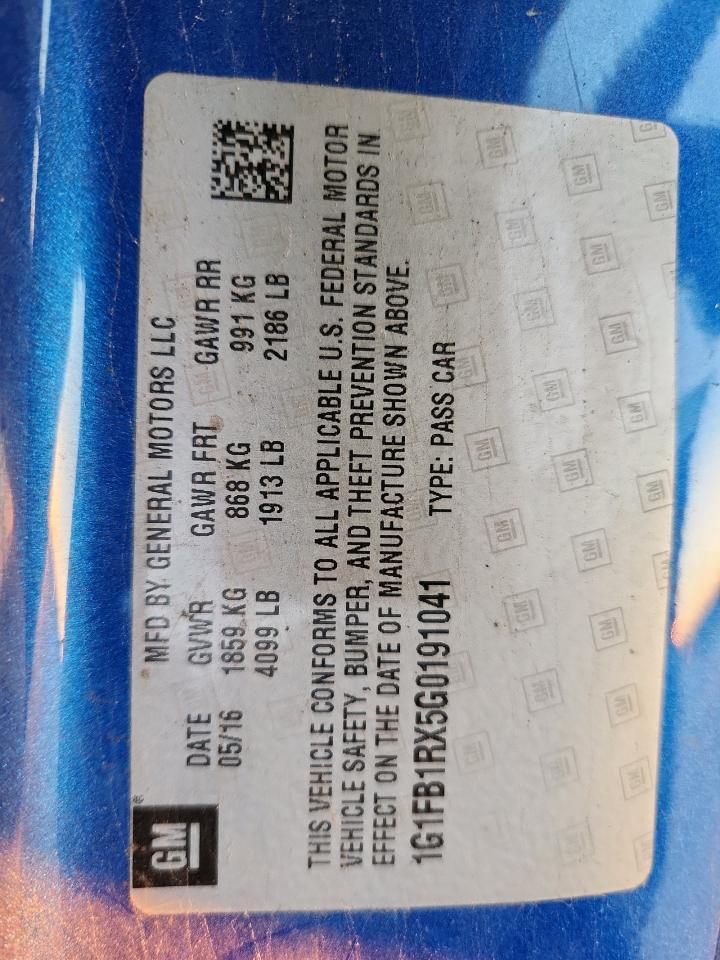 GM
MFD BY GENERAL MOTORS LLC
DATE GVWR GAWR FRT GAWR RR
05/16 1859 KG 868 KG 991 KG
4099 LB 1913 LB 2186 LB
THIS VEHICLE CONFORMS TO ALL APPLICABLE U.S. FEDERAL MOTOR
VEHICLE SAFETY, BUMPER, AND THEFT PREVENTION STANDARDS IN
EFFECT ON THE DATE OF MANUFACTURE SHOWN ABOVE.
1G1FB1RX5G0191041 TYPE: PASS CAR